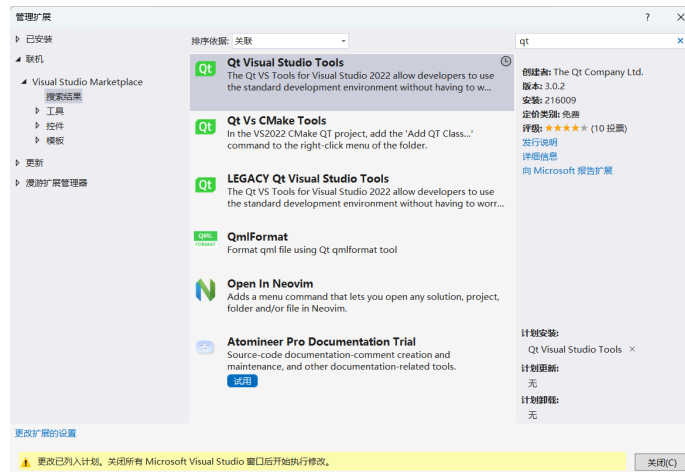 管理扩展
? ×
已安装
联机
Visual Studio Marketplace
搜索结果
工具
控件
模板
更新
漫游扩展管理器
排序依据: 关联
Qt Visual Studio Tools
The Qt VS Tools for Visual Studio 2022 allow developers to use
the standard development environment without having to w...
Qt Vs CMake Tools
In the VS2022 CMake QT project, add the 'Add QT Class...'
command to the right-click menu of the folder.
LEGACY Qt Visual Studio Tools
The Qt VS Tools for Visual Studio 2022 allow developers to use
the standard development environment without having to worr...
QML
FORMAT
QmlFormat
Format qml file using Qt qmlformat tool
Open In Neovim
Adds a menu command that lets you open any solution, project,
folder and/or file in Neovim.
Atomineer Pro Documentation Trial
Source-code documentation-comment creation and
maintenance, and other documentation-related tools.
试用
qt ×
创建者: The Qt Company Ltd.
版本: 3.0.2
安装: 216009
定价类别: 免费
评级: ★★★★★ (10 投票)
发行说明
详细信息
向 Microsoft 报告扩展
计划安装:
Qt Visual Studio Tools ×
计划更新:
无
计划卸载:
无
更改扩展的设置
更改已列入计划。关闭所有 Microsoft Visual Studio 窗口后开始执行修改。
关闭(C)